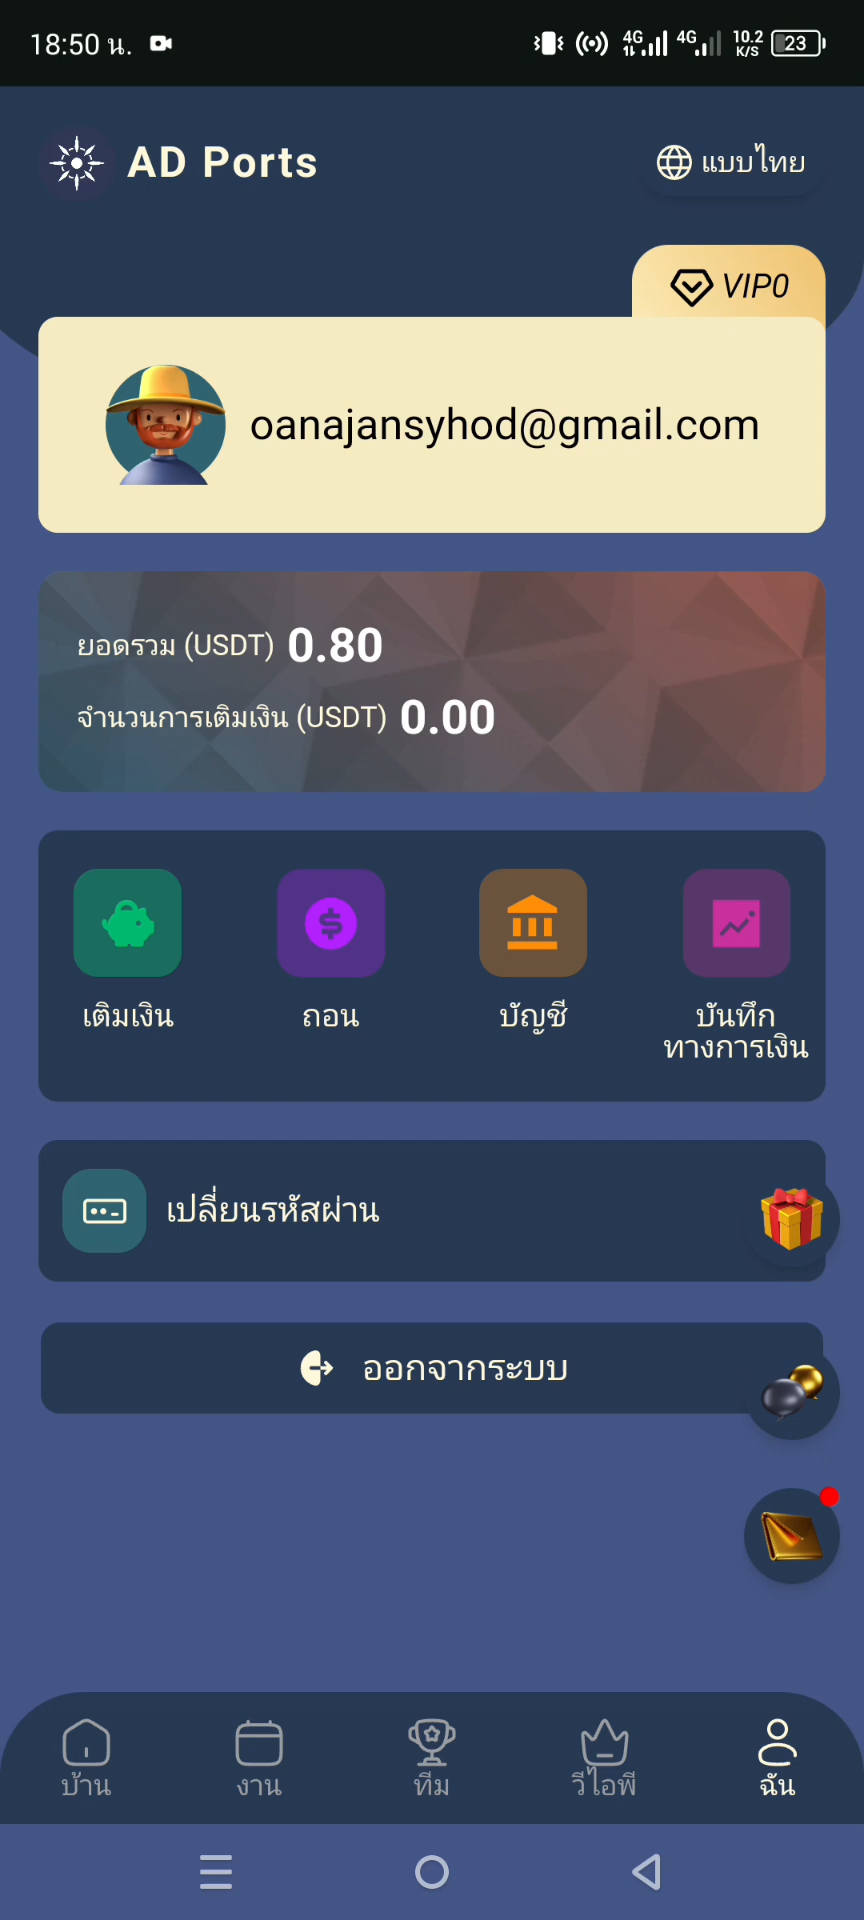 18:50 น.
4G 4G 10.2 K/S 23
AD Ports
แบบไทย
VIP0
oanajansyhod@gmail.com
ยอดรวม (USDT) 0.80
จำนวนการเติมเงิน (USDT) 0.00
เติมเงิน ถอน บัญชี บันทึก
ทางการเงิน
เปลี่ยนรหัสผ่าน
ออกจากระบบ
บ้าน งาน ทีม วีไอพี ฉัน